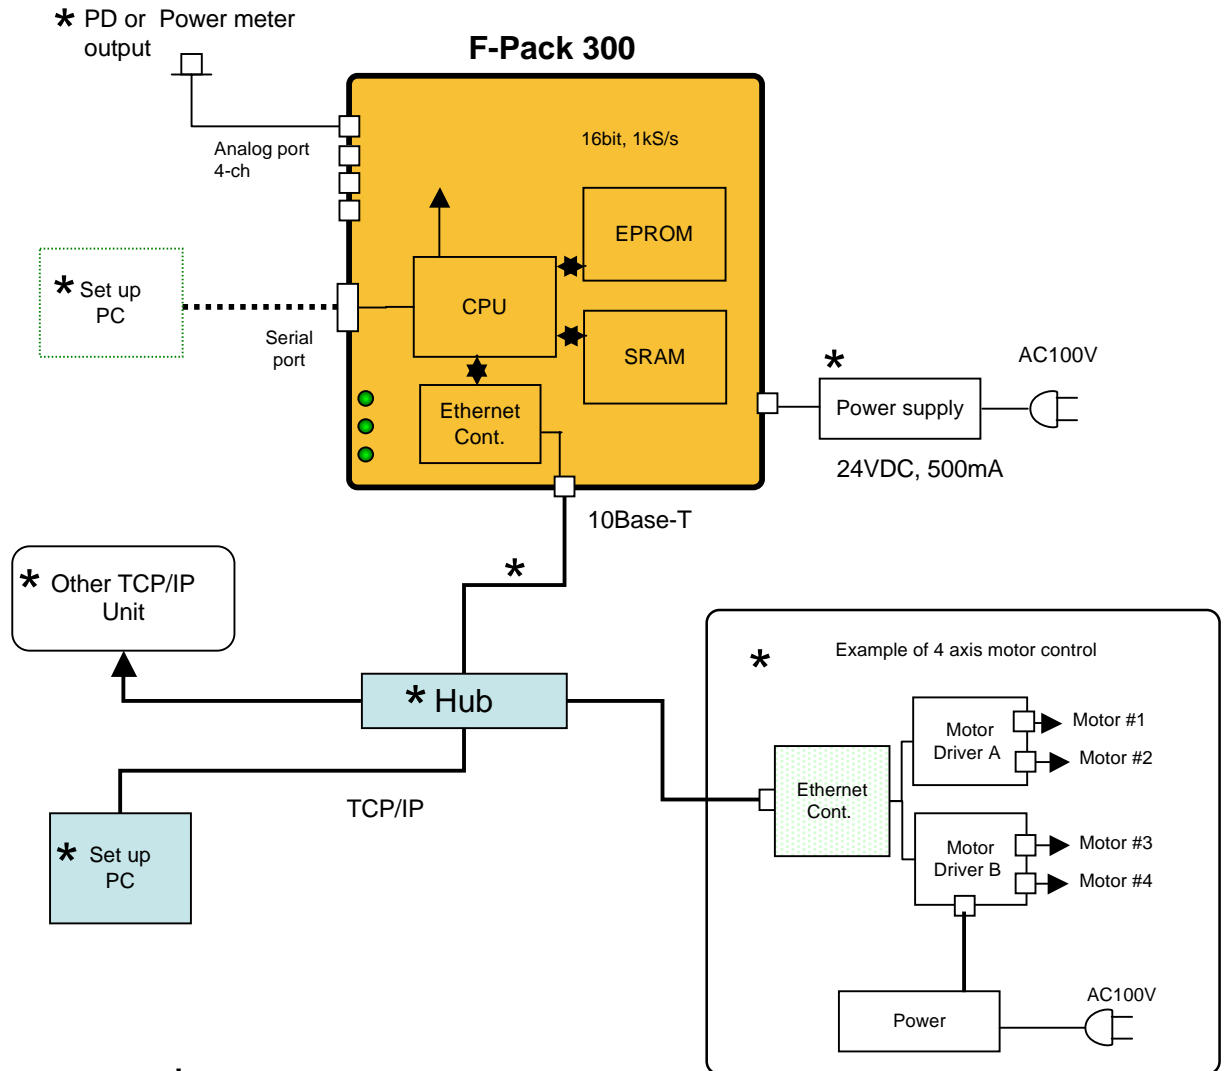 * PD or Power meter
output
F-Pack 300
16bit, 1kS/s
Analog port
4-ch
EPROM
* Set up
PC
CPU
Serial
port
SRAM
*
AC100V
Ethernet
Cont.
Power supply
24VDC, 500mA
10Base-T
*
* Other TCP/IP
Unit
* Example of 4 axis motor control
* Hub
Motor
Driver A
Motor #1
Motor #2
Ethernet
Cont.
TCP/IP
* Set up
PC
Motor
Driver B
Motor #3
Motor #4
Power
AC100V